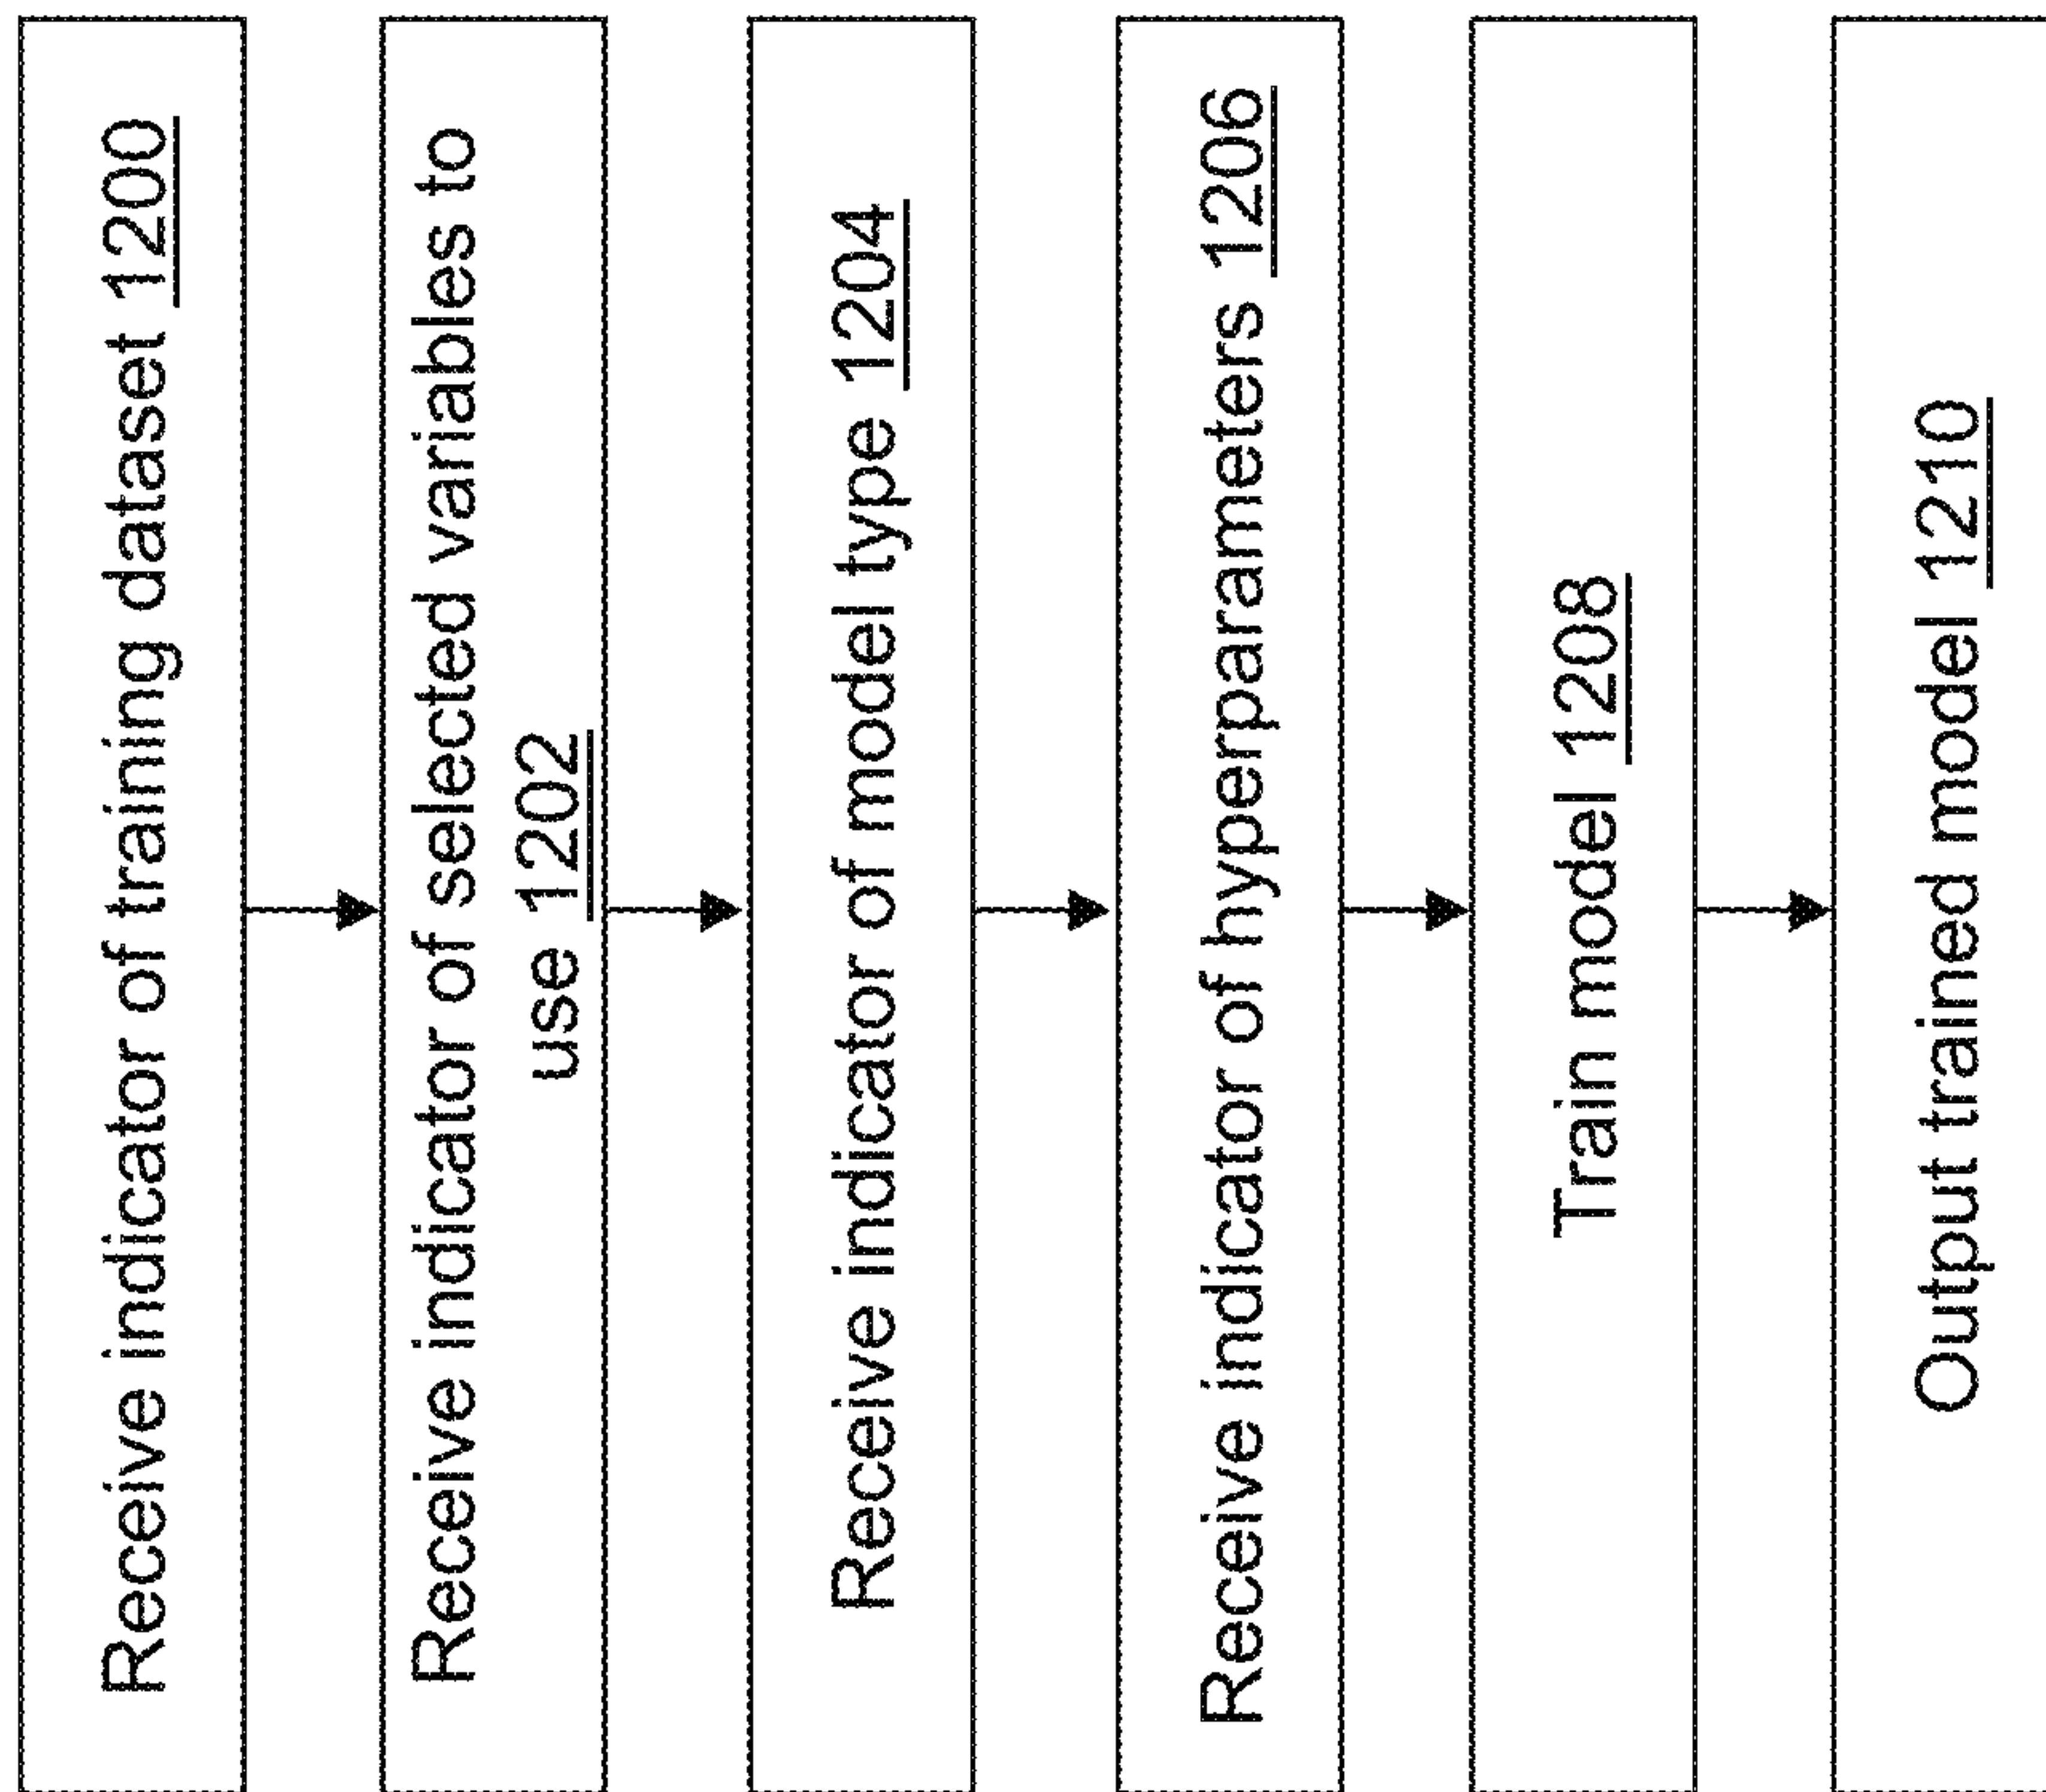 Receive indicator of training dataset 1200
Receive indicator of selected variables to
use 1202
Receive indicator of model type 1204
Receive indicator of hyperparameters 1206
Train model 1208
Output trained model 1210